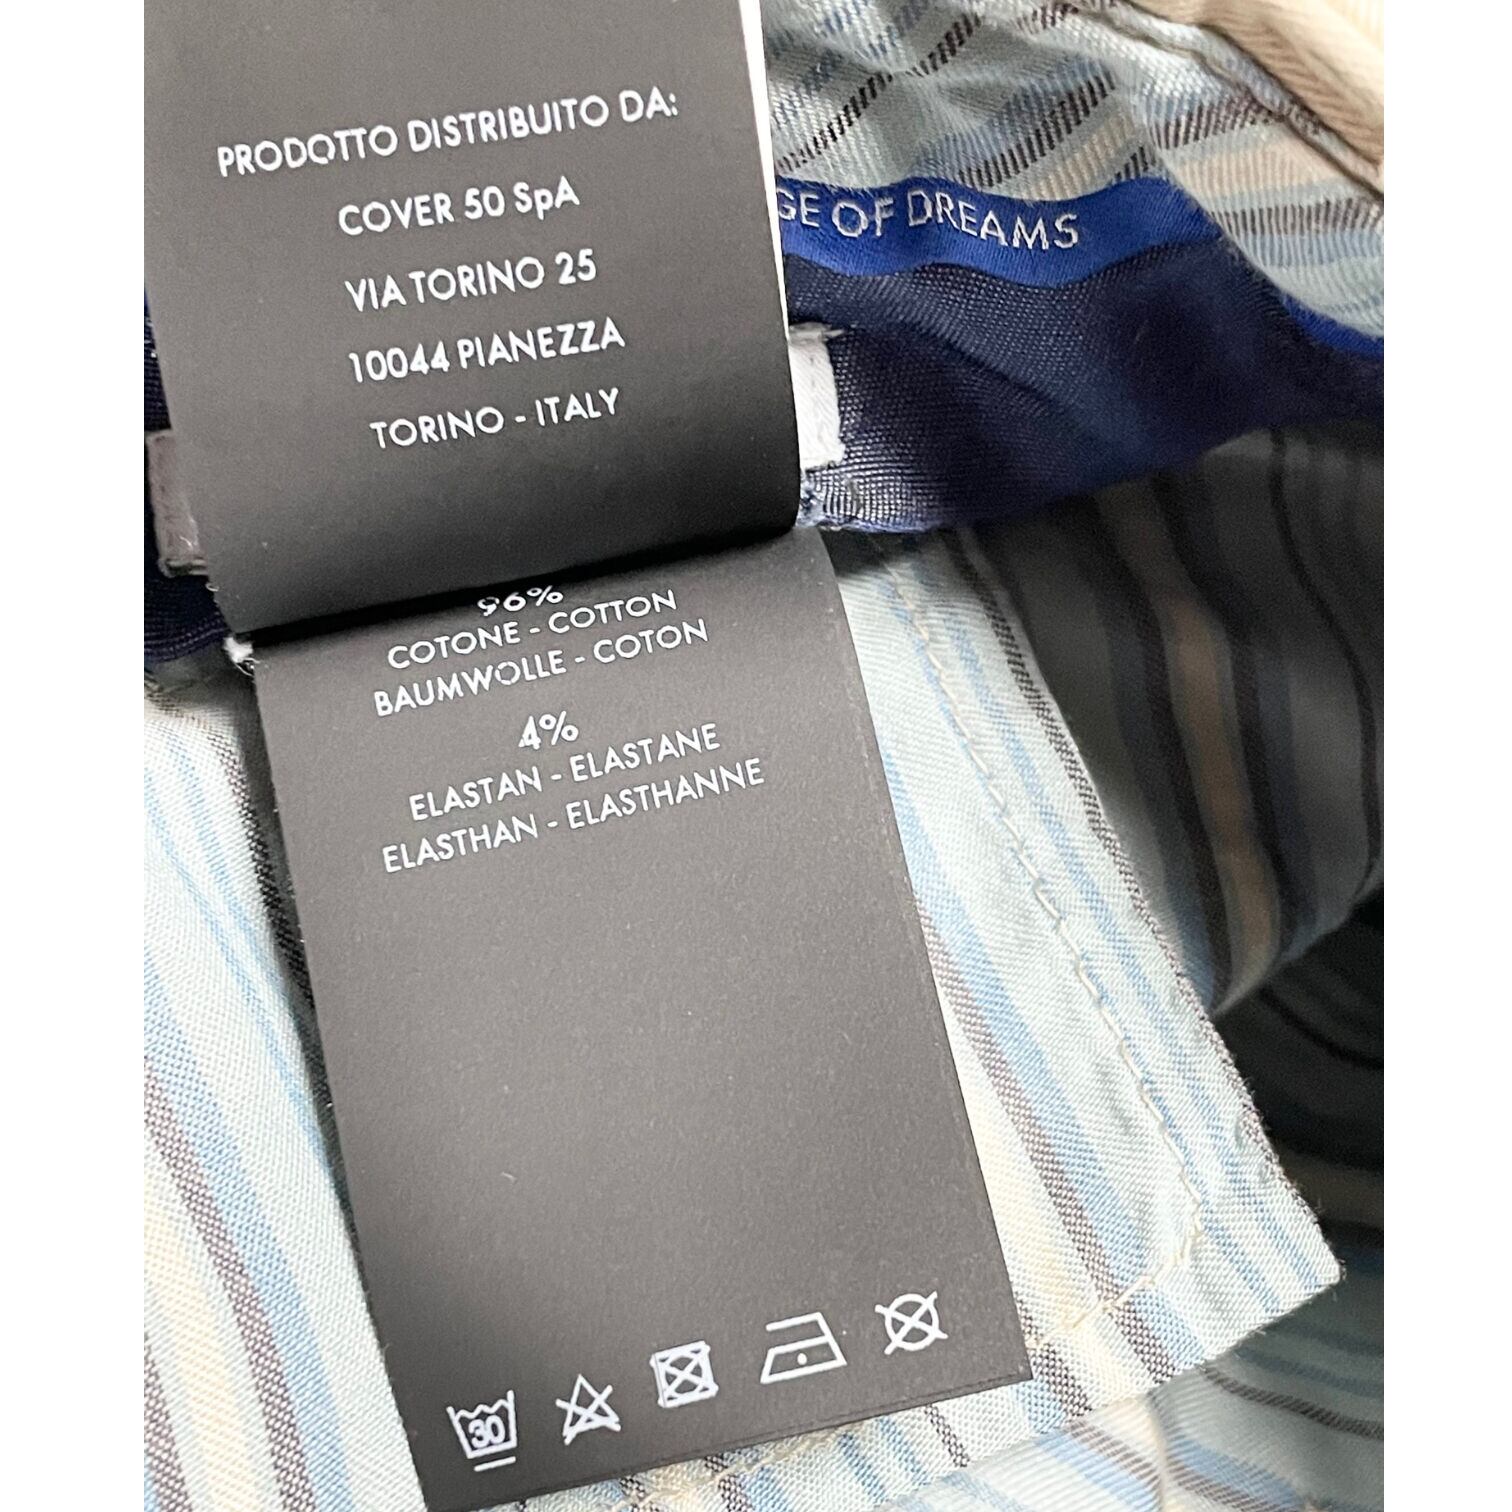 PRODOTTO DISTRIBUITO DA:
COVER 50 SpA
VIA TORINO 25
10044 PIANEZZA
TORINO - ITALY
OF DREAMS
96%
COTONE - COTTON
BAUMWOLLE - COTON
4%
ELASTAN - ELASTANE
ELASTHAN - ELASTHANNE
30